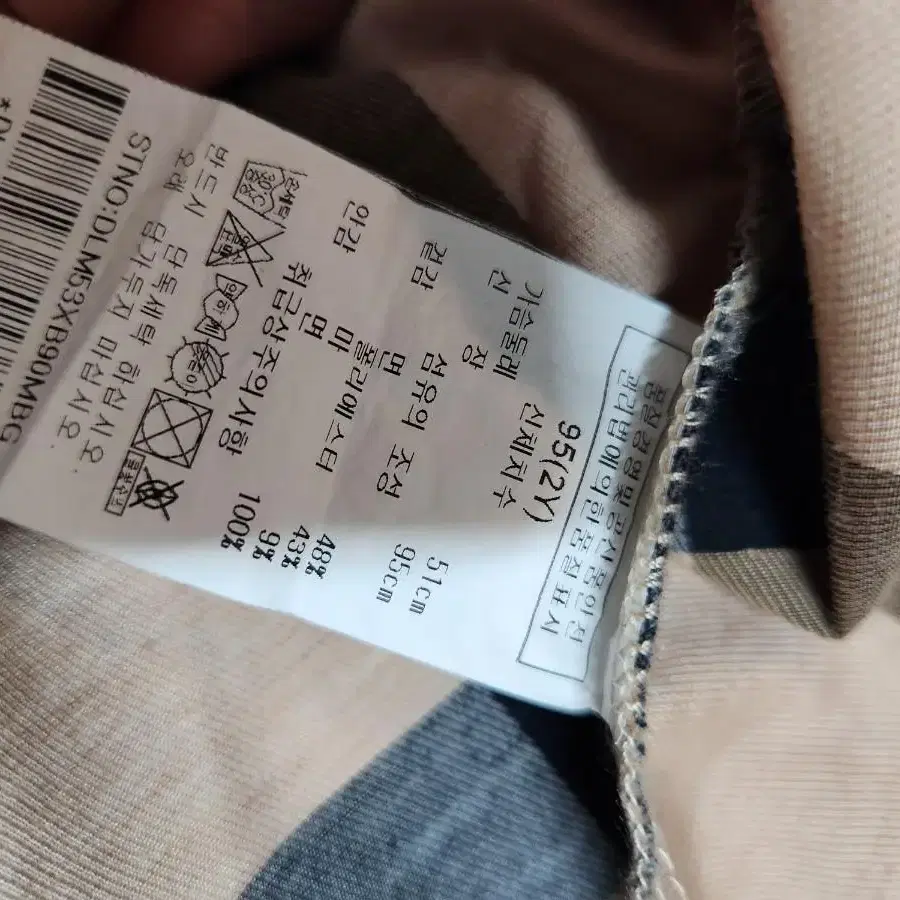 품질경영및공산품안전
관리법에의한품질표시
95(2Y)
신체치수
가슴둘레 51cm
신 장 95cm
섬유의 조성
겉감 면 48%
폴리에스터 43%
마 9%
안감 면 100%
취급상주의사항
반드시 단독세탁 하십시오.
오래 담가두지 마십시오.
STNO:DLM53XB90MBG